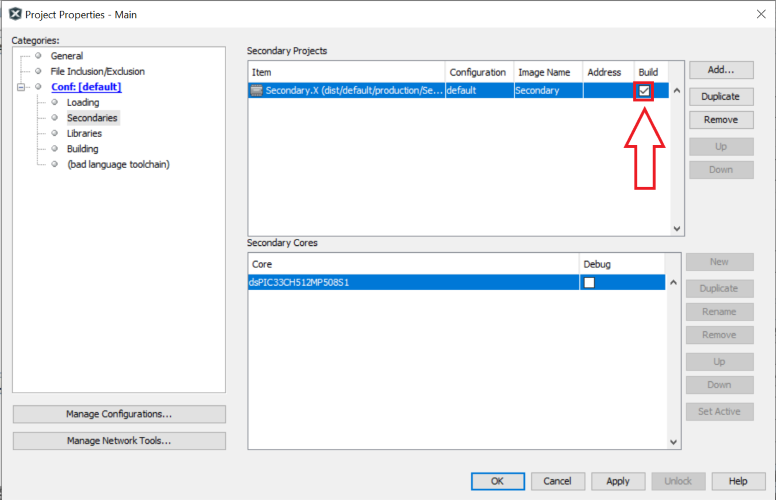 Project Properties - Main
Categories:
General
File Inclusion/Exclusion
Conf: [default]
Loading
Secondaries
Libraries
Building
(bad language toolchain)
Manage Configurations...
Manage Network Tools...
Secondary Projects
Item Configuration Image Name Address Build
Secondary.X (dist/default/production/Se... default Secondary
Add...
Duplicate
Remove
Up
Down
Secondary Cores
Core Debug
dsPIC33CH512MP508S1
New
Duplicate
Rename
Remove
Up
Down
Set Active
OK Cancel Apply Unlock Help